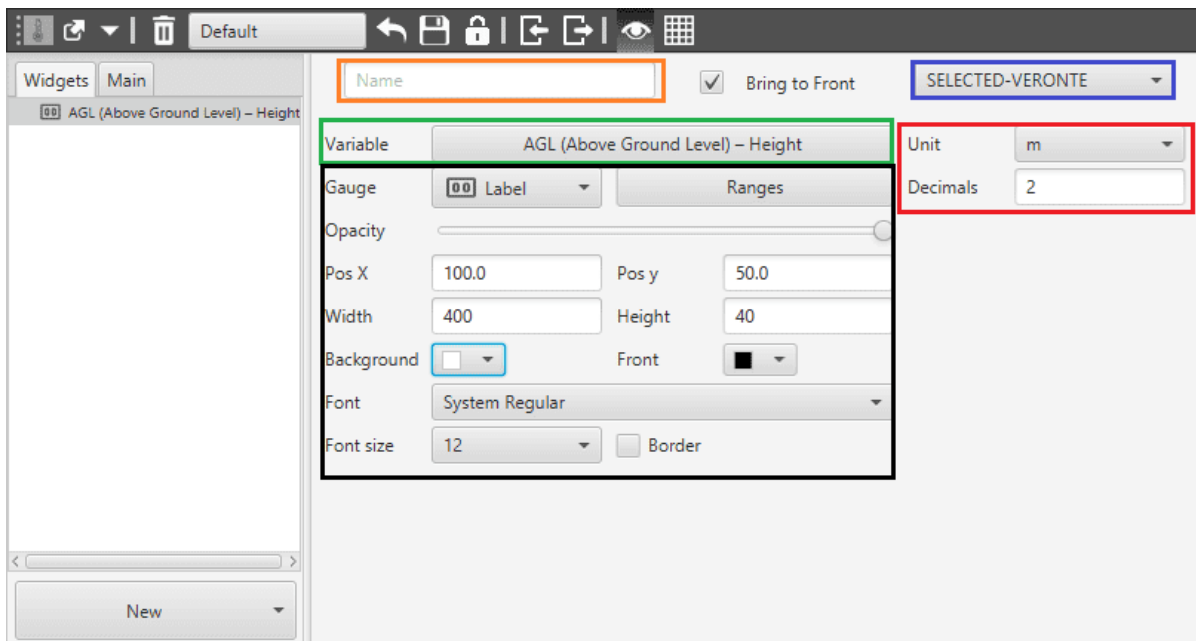 Default
Widgets Main
AGL (Above Ground Level) – Height
Name
Bring to Front
SELECTED-VERONTE
Variable AGL (Above Ground Level) – Height
Unit m
Gauge Label Ranges
Decimals 2
Opacity
Pos X 100.0 Pos y 50.0
Width 400 Height 40
Background Front
Font System Regular
Font size 12 Border
New